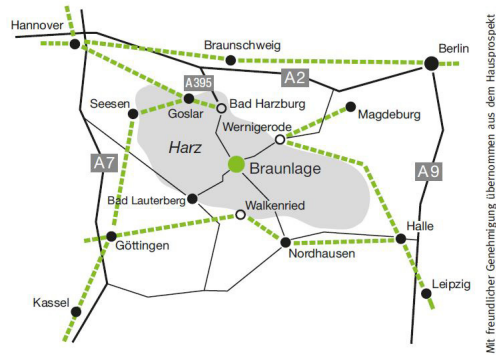 Hannover
Braunschweig
Berlin
A395
A2
Seesen
Goslar
Bad Harzburg
Magdeburg
Wernigerode
Harz
A7
Braunlage
A9
Bad Lauterberg
Walkenried
Göttingen
Halle
Nordhausen
Kassel
Leipzig
Mit freundlicher Genehmigung übernommen aus dem Hausprospekt